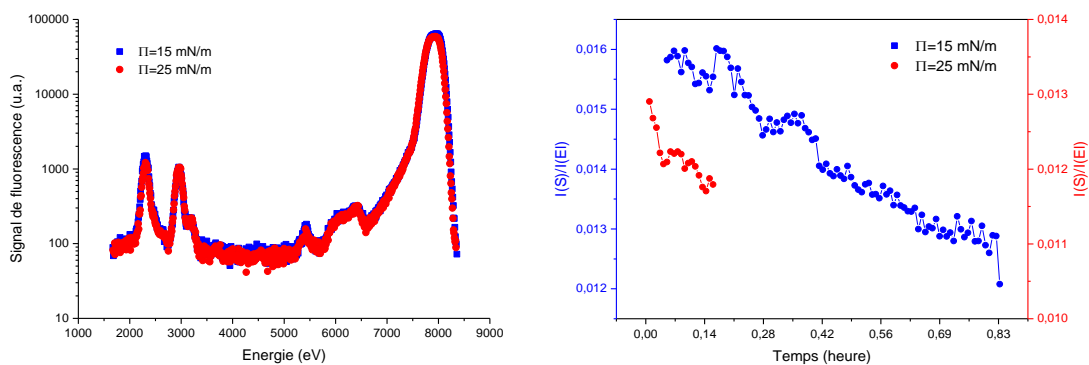 100000
10000
1000
100
10
1000 2000 3000 4000 5000 6000 7000 8000 9000
Signal de fluorescence (u.a.)
Energie (eV)
Π=15 mN/m
Π=25 mN/m
0,016
0,015
0,014
0,013
0,012
I(S)/I(El)
0,00 0,14 0,28 0,42 0,56 0,69 0,83
Temps (heure)
Π=15 mN/m
Π=25 mN/m
0,014
0,013
0,012
0,011
0,010
I(S)/I(El)